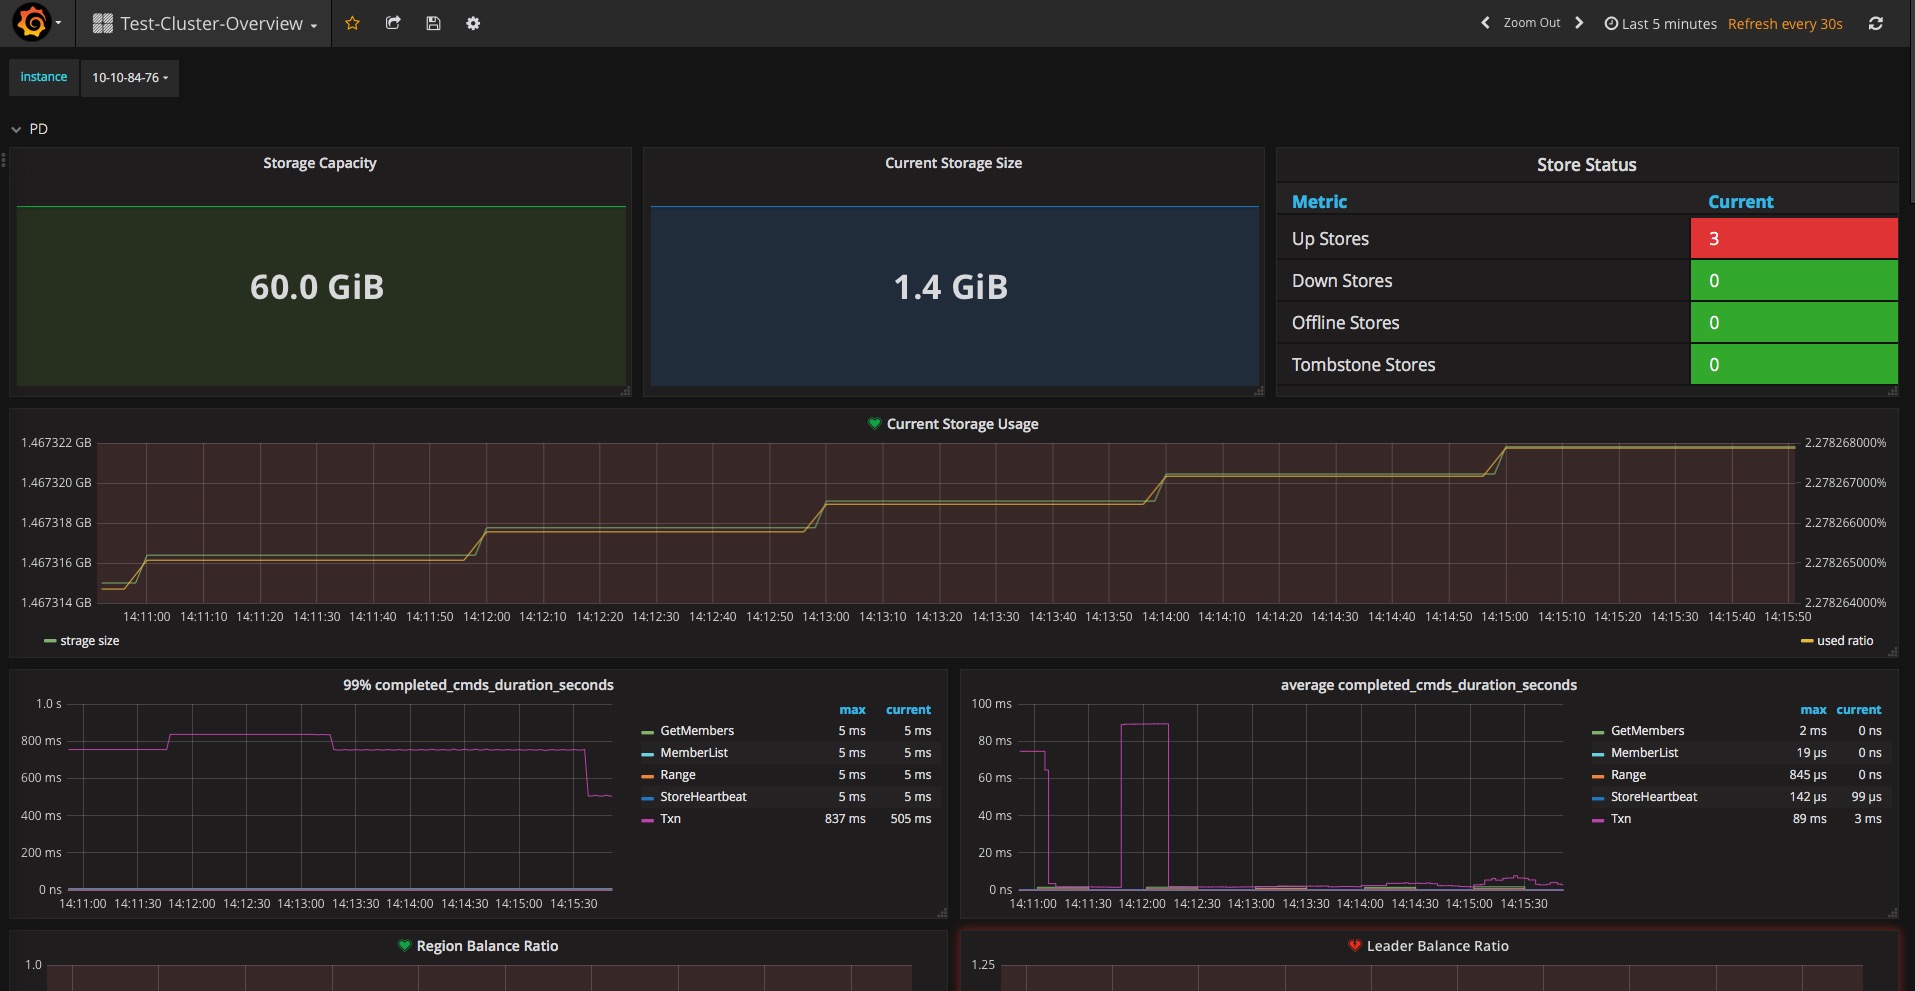 Test-Cluster-Overview
Zoom Out
Last 5 minutes
Refresh every 30s
instance
10-10-84-76
PD
Storage Capacity
60.0 GiB
Current Storage Size
1.4 GiB
Store Status
Metric Current
Up Stores 3
Down Stores 0
Offline Stores 0
Tombstone Stores 0
Current Storage Usage
1.467322 GB
1.467320 GB
1.467318 GB
1.467316 GB
1.467314 GB
2.278268000%
2.278267000%
2.278266000%
2.278265000%
2.278264000%
14:11:00 14:11:10 14:11:20 14:11:30 14:11:40 14:11:50 14:12:00 14:12:10 14:12:20 14:12:30 14:12:40 14:12:50 14:13:00 14:13:10 14:13:20 14:13:30 14:13:40 14:13:50 14:14:00 14:14:10 14:14:20 14:14:30 14:14:40 14:14:50 14:15:00 14:15:10 14:15:20 14:15:30 14:15:40 14:15:50
strage size
used ratio
99% completed_cmds_duration_seconds
1.0 s
800 ms
600 ms
400 ms
200 ms
0 ns
14:11:00 14:11:30 14:12:00 14:12:30 14:13:00 14:13:30 14:14:00 14:14:30 14:15:00 14:15:30
max current
GetMembers 5 ms 5 ms
MemberList 5 ms 5 ms
Range 5 ms 5 ms
StoreHeartbeat 5 ms 5 ms
Txn 837 ms 505 ms
average completed_cmds_duration_seconds
100 ms
80 ms
60 ms
40 ms
20 ms
0 ns
14:11:00 14:11:30 14:12:00 14:12:30 14:13:00 14:13:30 14:14:00 14:14:30 14:15:00 14:15:30
max current
GetMembers 2 ms 0 ns
MemberList 19 µs 0 ns
Range 845 µs 0 ns
StoreHeartbeat 142 µs 99 µs
Txn 89 ms 3 ms
Region Balance Ratio
1.0
Leader Balance Ratio
1.25